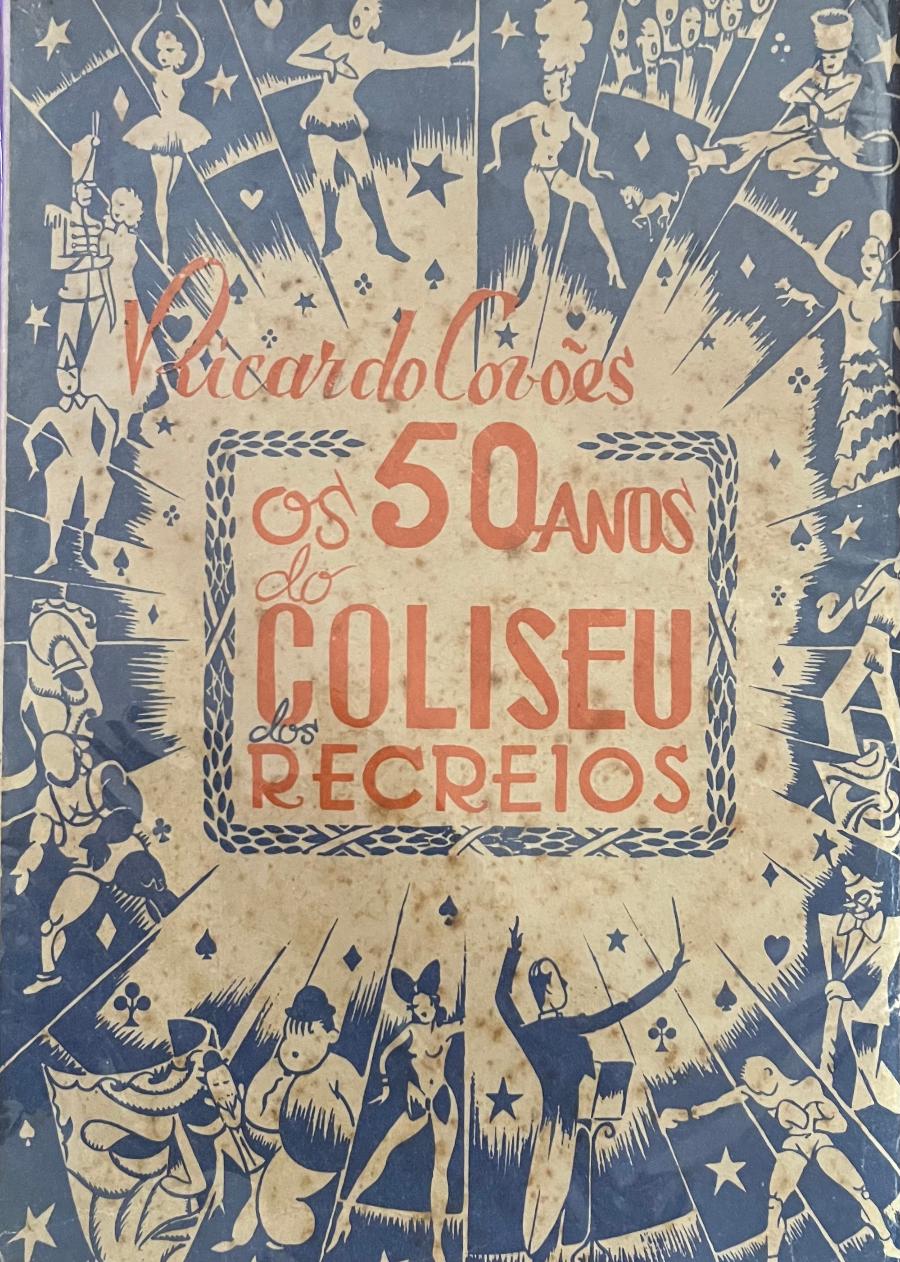 Ricardo Covões
OS 50 ANOS
do
COLISEU
dos
RECREIOS